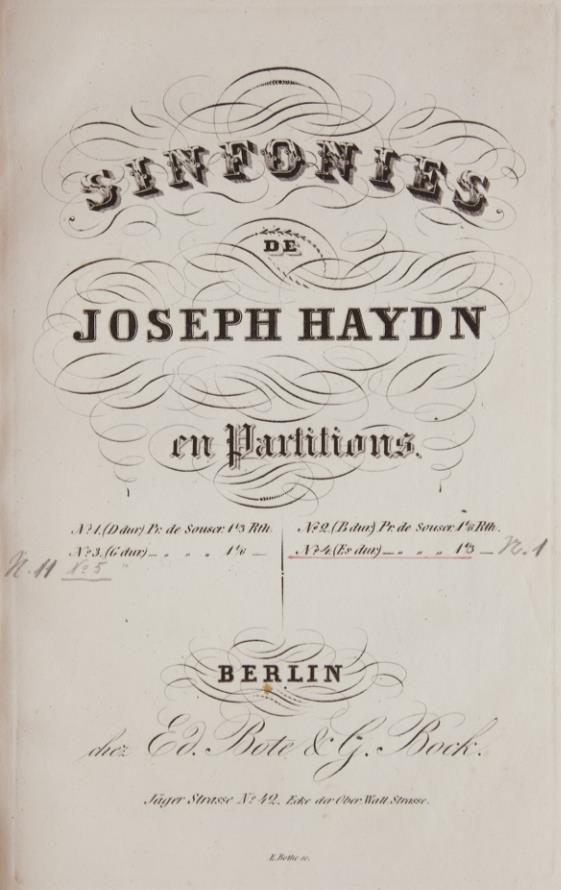 SINFONIES
DE
JOSEPH HAYDN
en Partitions.
No. 1. (D dur) Pr. de Souscr. 1⅓ Rth. No. 2. (B dur) Pr. de Souscr. 1⅙ Rth.
No. 3. (G dur) — " " " 1⅙ — No. 4. (Es dur) — " " " 1⅓ — N. 1
N. 11 No 5 "
BERLIN
chez Ed. Bote & G. Bock.
Jäger Strasse No. 42. Ecke der Ober Wall Strasse.
E. Bothe sc.